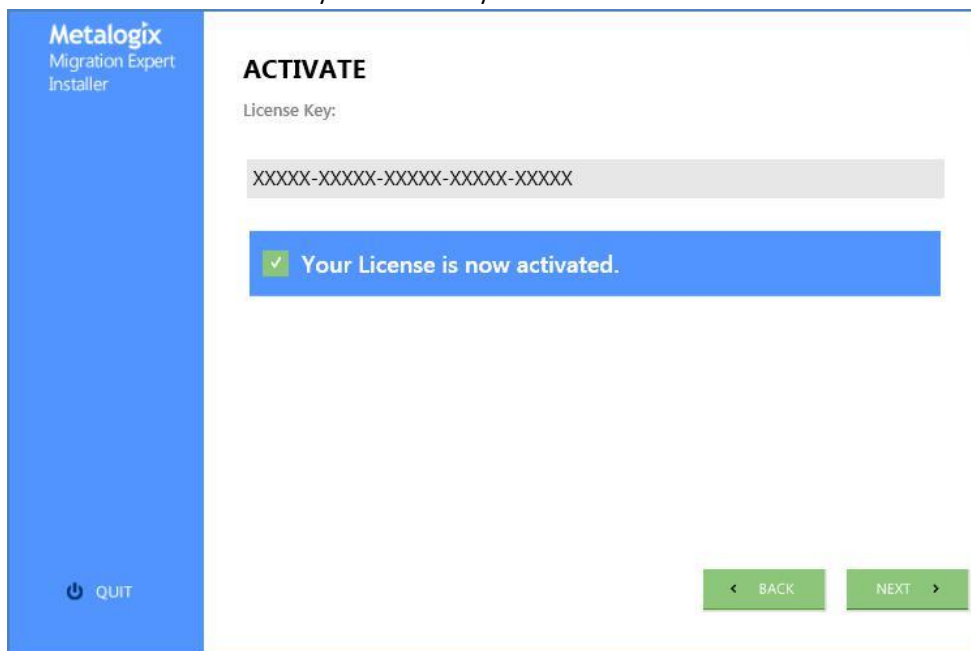 Metalogix
Migration Expert
Installer
ACTIVATE
License Key:
XXXXX-XXXXX-XXXXX-XXXXX-XXXXX
Your License is now activated.
QUIT
BACK
NEXT